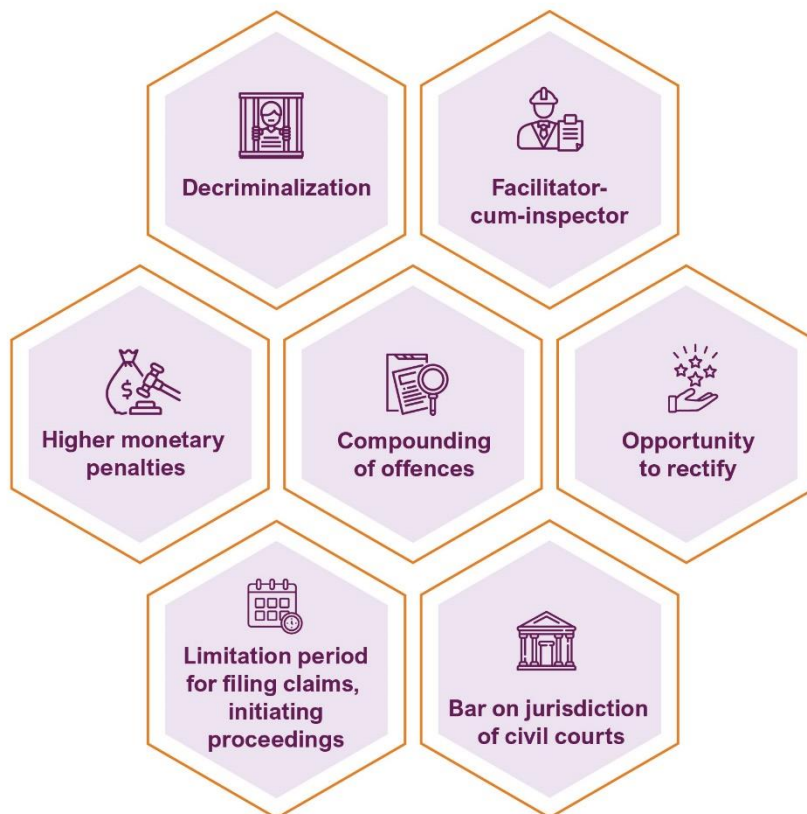 Decriminalization
Facilitator-
cum-inspector
Higher monetary
penalties
Compounding
of offences
Opportunity
to rectify
Limitation period
for filing claims,
initiating
proceedings
Bar on jurisdiction
of civil courts